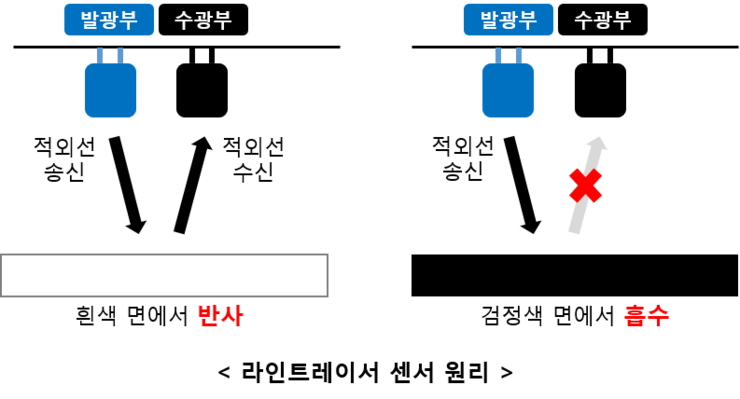 발광부 수광부
적외선
송신
적외선
수신
흰색 면에서 반사
발광부 수광부
적외선
송신
검정색 면에서 흡수
< 라인트레이서 센서 원리 >